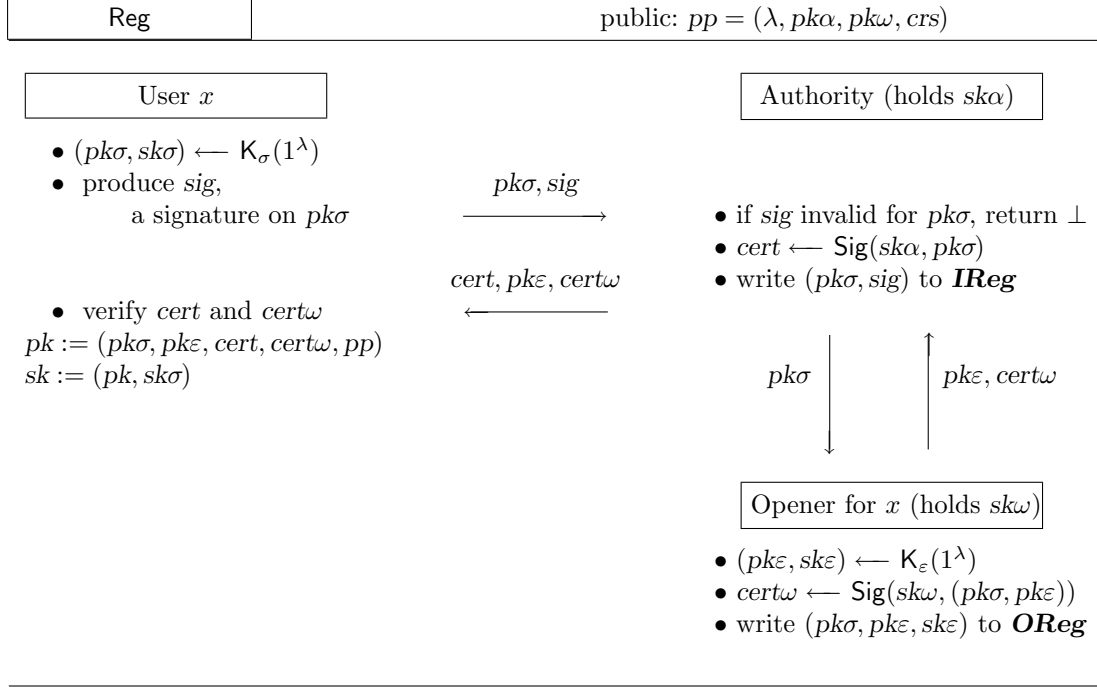 Reg
public: pp = (λ, pkα, pkω, crs)
User x
• (pkσ, skσ) ⟵ K_σ(1^λ)
• produce sig,
a signature on pkσ
pkσ, sig
Authority (holds skα)
• if sig invalid for pkσ, return ⊥
• cert ⟵ Sig(skα, pkσ)
• write (pkσ, sig) to IReg
cert, pkε, certω
• verify cert and certω
pk := (pkσ, pkε, cert, certω, pp)
sk := (pk, skσ)
pkσ
pkε, certω
Opener for x (holds skω)
• (pkε, skε) ⟵ K_ε(1^λ)
• certω ⟵ Sig(skω, (pkσ, pkε))
• write (pkσ, pkε, skε) to OReg